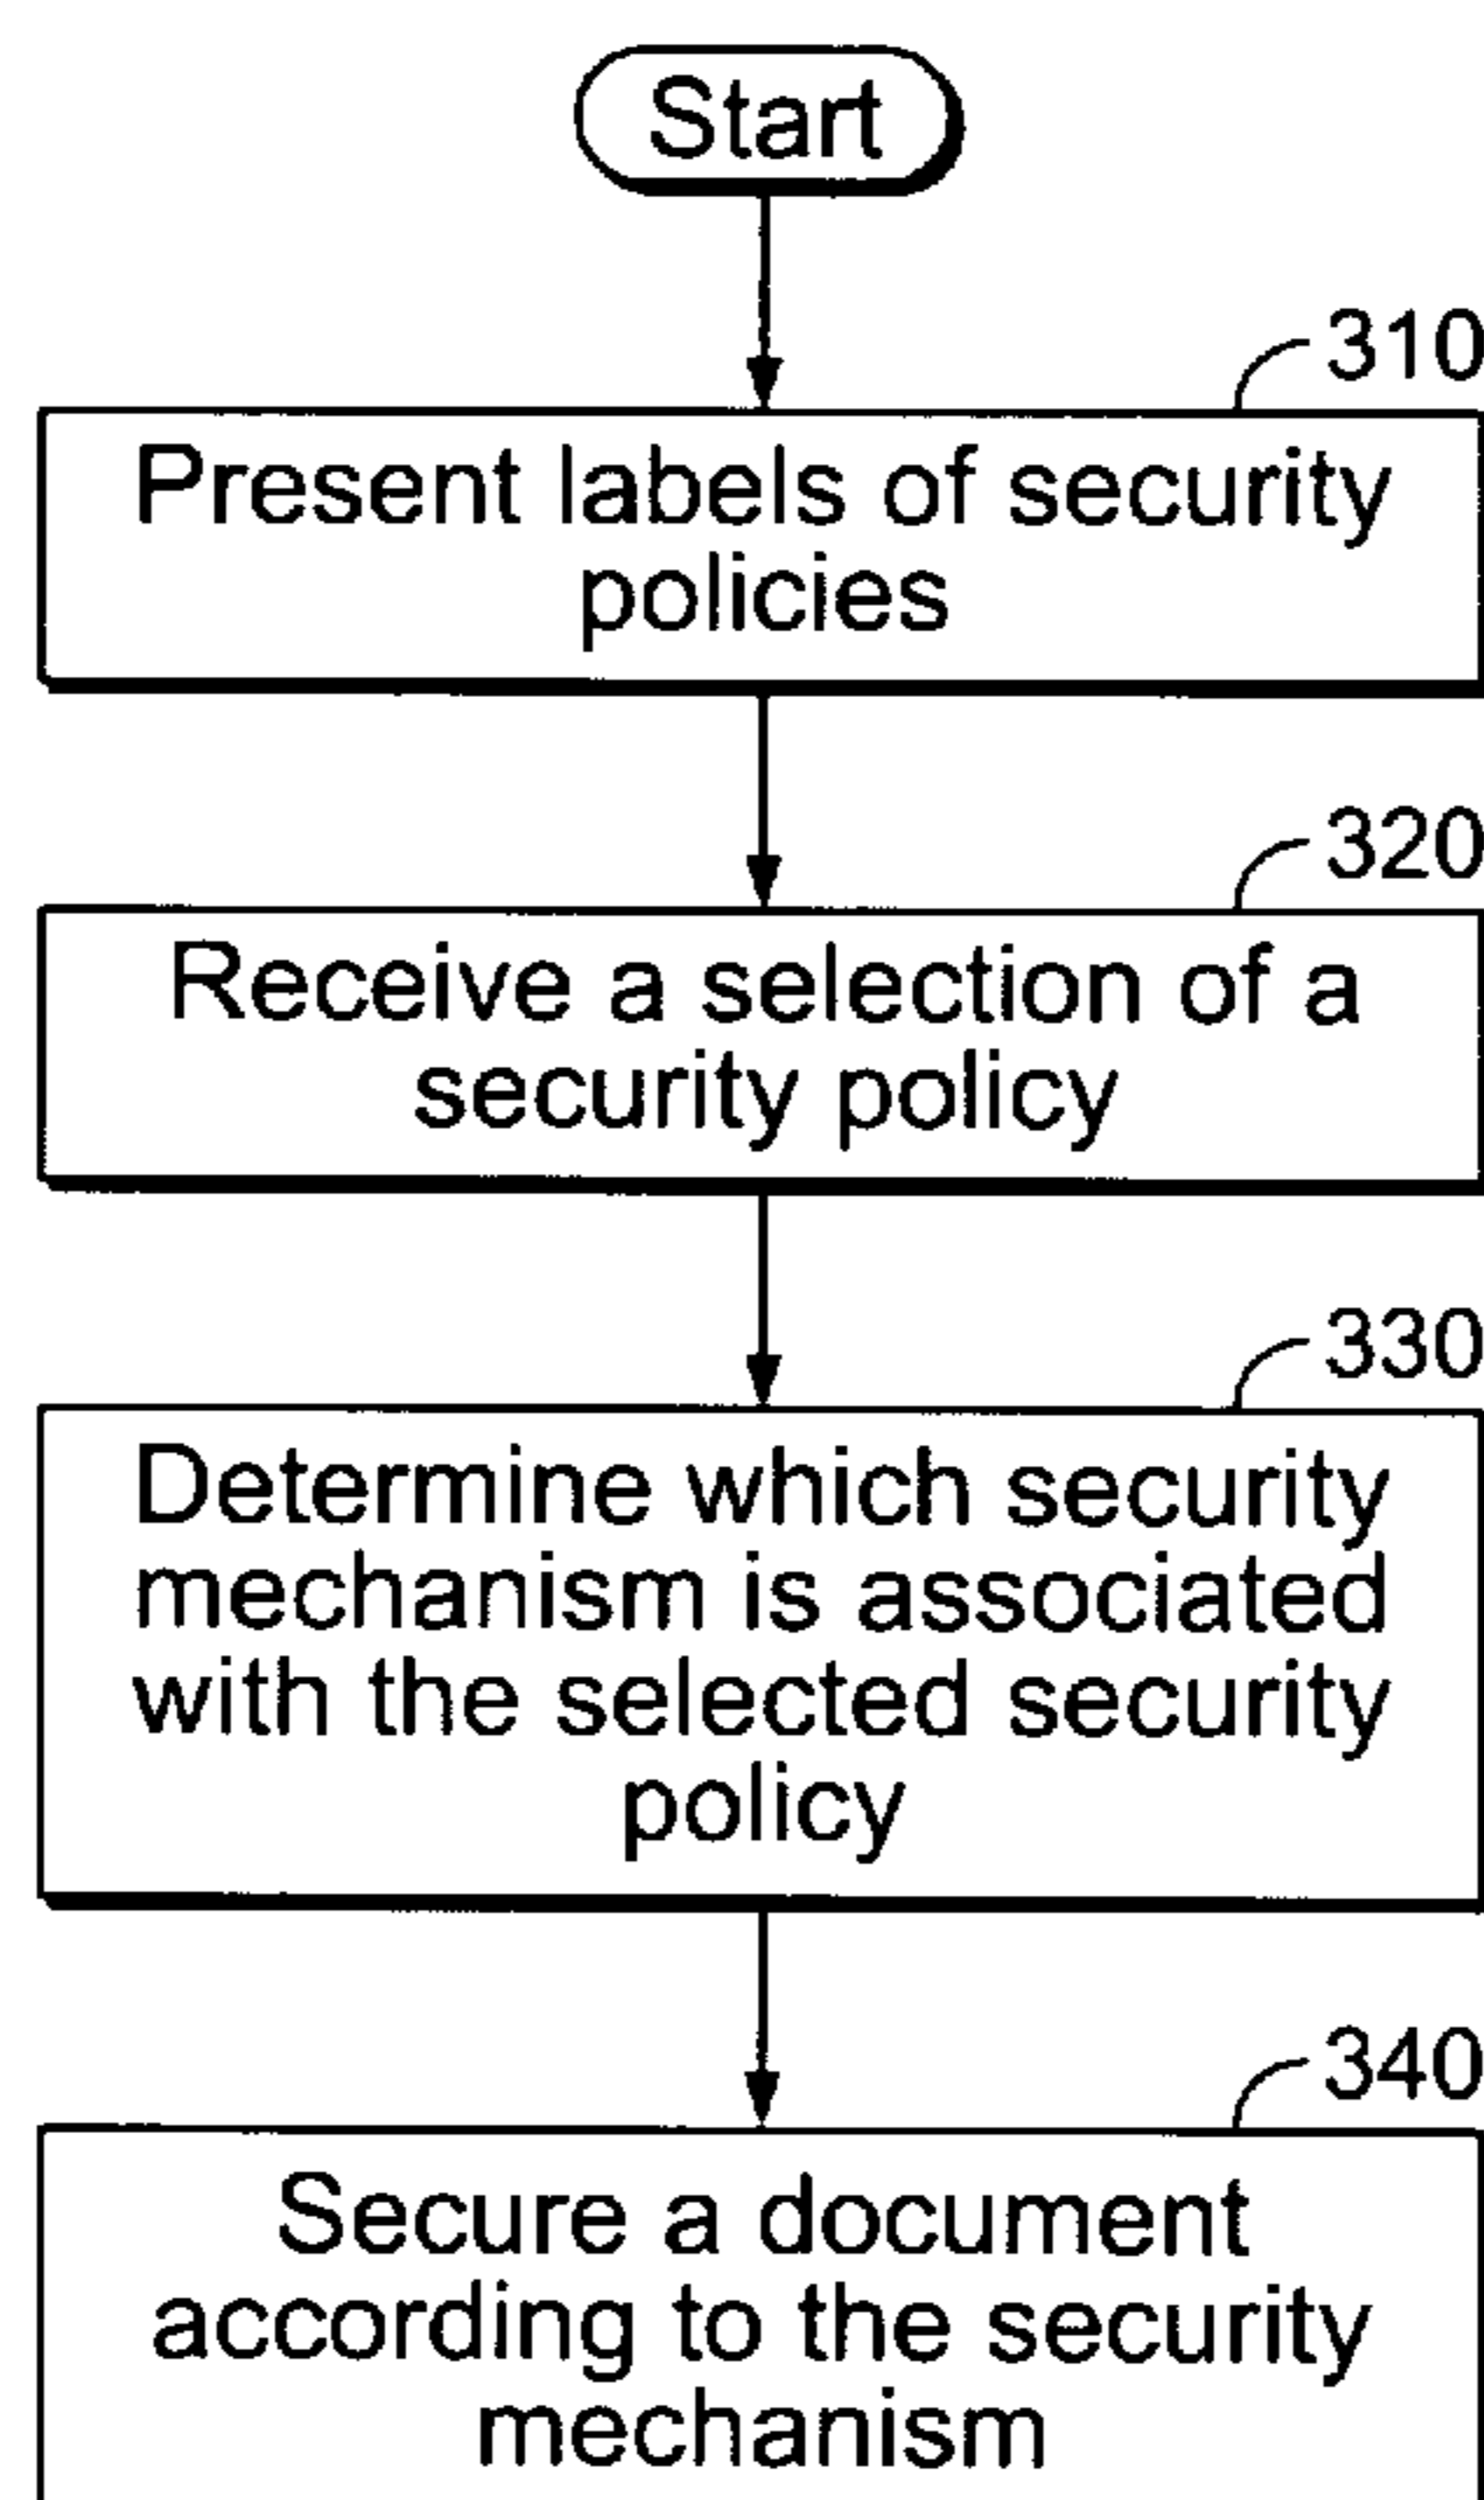 Start
310
Present labels of security
policies
320
Receive a selection of a
security policy
330
Determine which security
mechanism is associated
with the selected security
policy
340
Secure a document
according to the security
mechanism